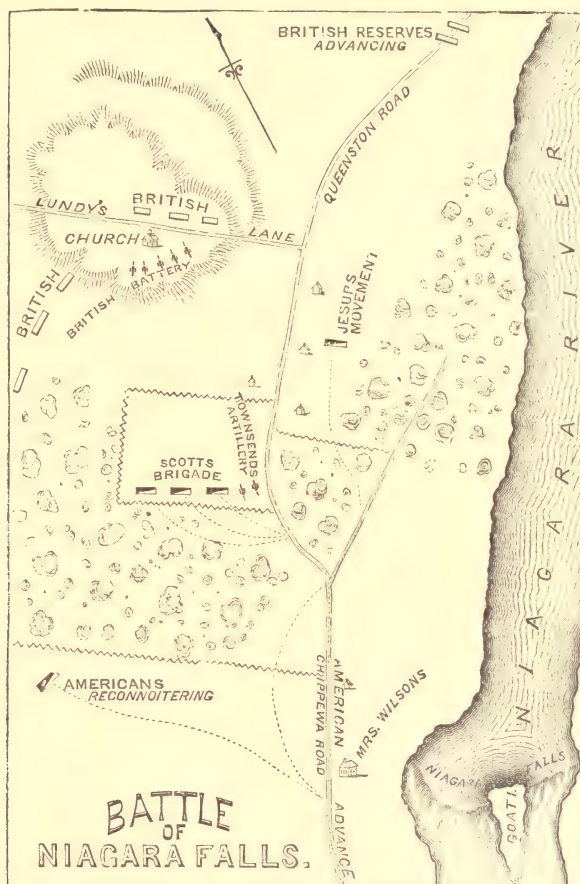 BRITISH RESERVES
ADVANCING
QUEENSTON ROAD
LUNDY'S LANE
BRITISH
CHURCH
BRITISH
BATTERY
BRITISH
JESUPS
MOVEMENT
TOWNSENDS
ARTILLERY
SCOTTS
BRIGADE
NIAGARA RIVER
AMERICANS
RECONNOITERING
AMERICAN ADVANCE
CHIPPEWA ROAD
MRS. WILSONS
NIAGARA FALLS
GOAT I.
BATTLE
OF
NIAGARA FALLS.